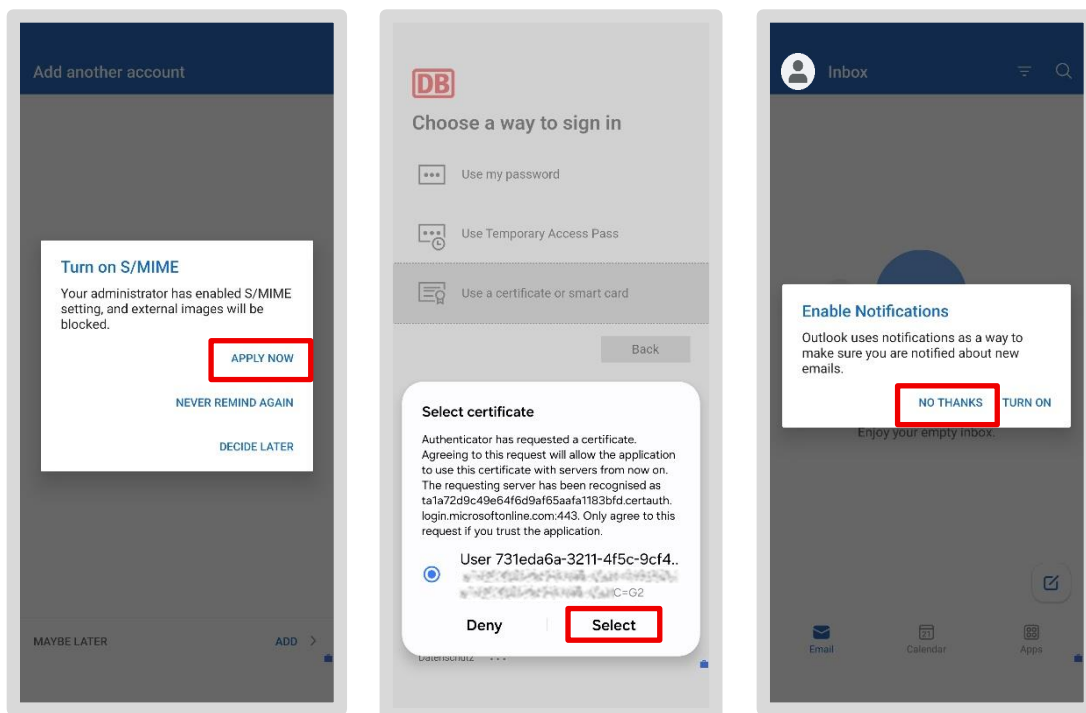 Add another account
Turn on S/MIME
Your administrator has enabled S/MIME
setting, and external images will be
blocked.
APPLY NOW
NEVER REMIND AGAIN
DECIDE LATER
MAYBE LATER
ADD
DB
Choose a way to sign in
Use my password
Use Temporary Access Pass
Use a certificate or smart card
Back
Select certificate
Authenticator has requested a certificate.
Agreeing to this request will allow the application
to use this certificate with servers from now on.
The requesting server has been recognised as
ta1a72d9c49e64f6d9af65aafa1183bfd.certauth.
login.microsoftonline.com:443. Only agree to this
request if you trust the application.
User 731eda6a-3211-4f5c-9cf4..
C=G2
Deny
Select
Datenschutz ...
Inbox
Enable Notifications
Outlook uses notifications as a way to
make sure you are notified about new
emails.
NO THANKS TURN ON
Enjoy your empty inbox.
21
Email Calendar Apps